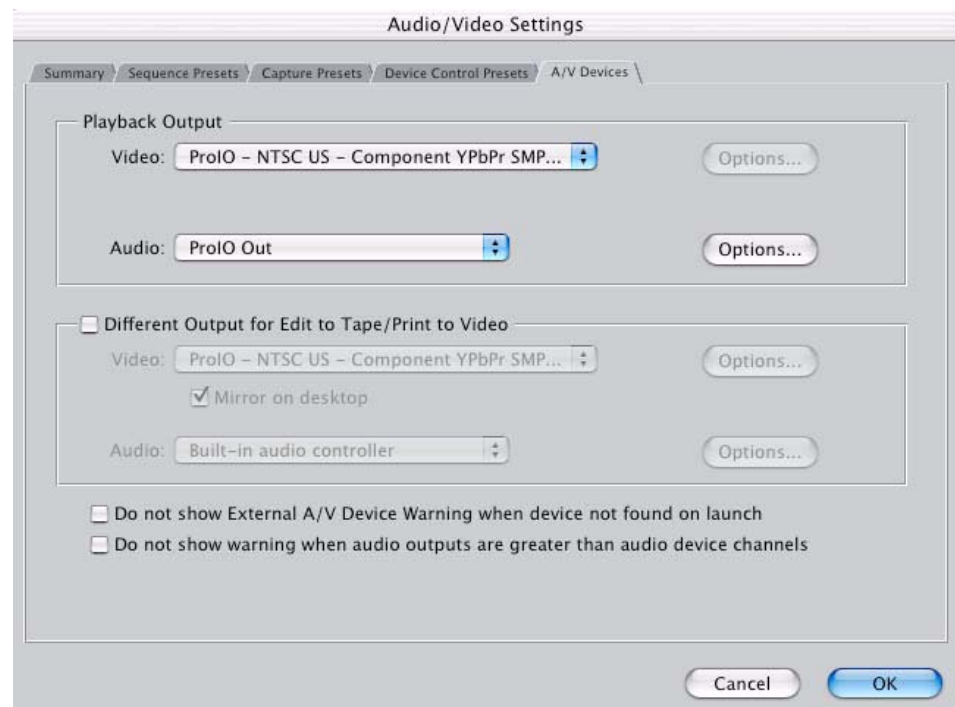 Audio/Video Settings
Summary Sequence Presets Capture Presets Device Control Presets A/V Devices
Playback Output
Video: ProIO – NTSC US – Component YPbPr SMP... Options...
Audio: ProIO Out Options...
Different Output for Edit to Tape/Print to Video
Video: ProIO – NTSC US – Component YPbPr SMP... Options...
Mirror on desktop
Audio: Built-in audio controller Options...
Do not show External A/V Device Warning when device not found on launch
Do not show warning when audio outputs are greater than audio device channels
Cancel OK